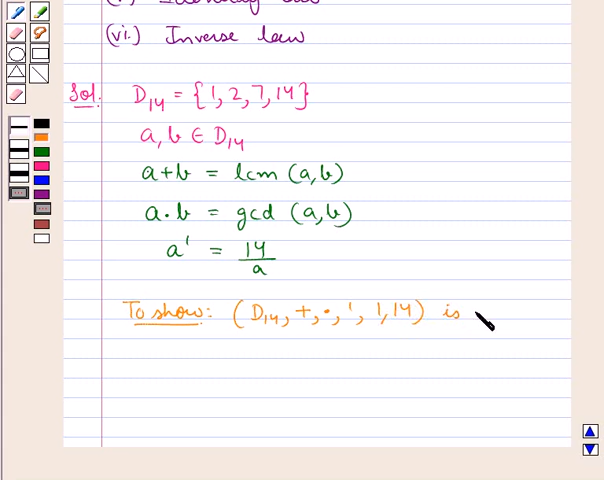 (vi.) Inverse law
Sol. D14 = {1, 2, 7, 14}
a, b ∈ D14
a+b = lcm (a, b)
a . b = gcd (a, b)
a' = 14/a
To show: (D14, +, ., ', 1, 14) is